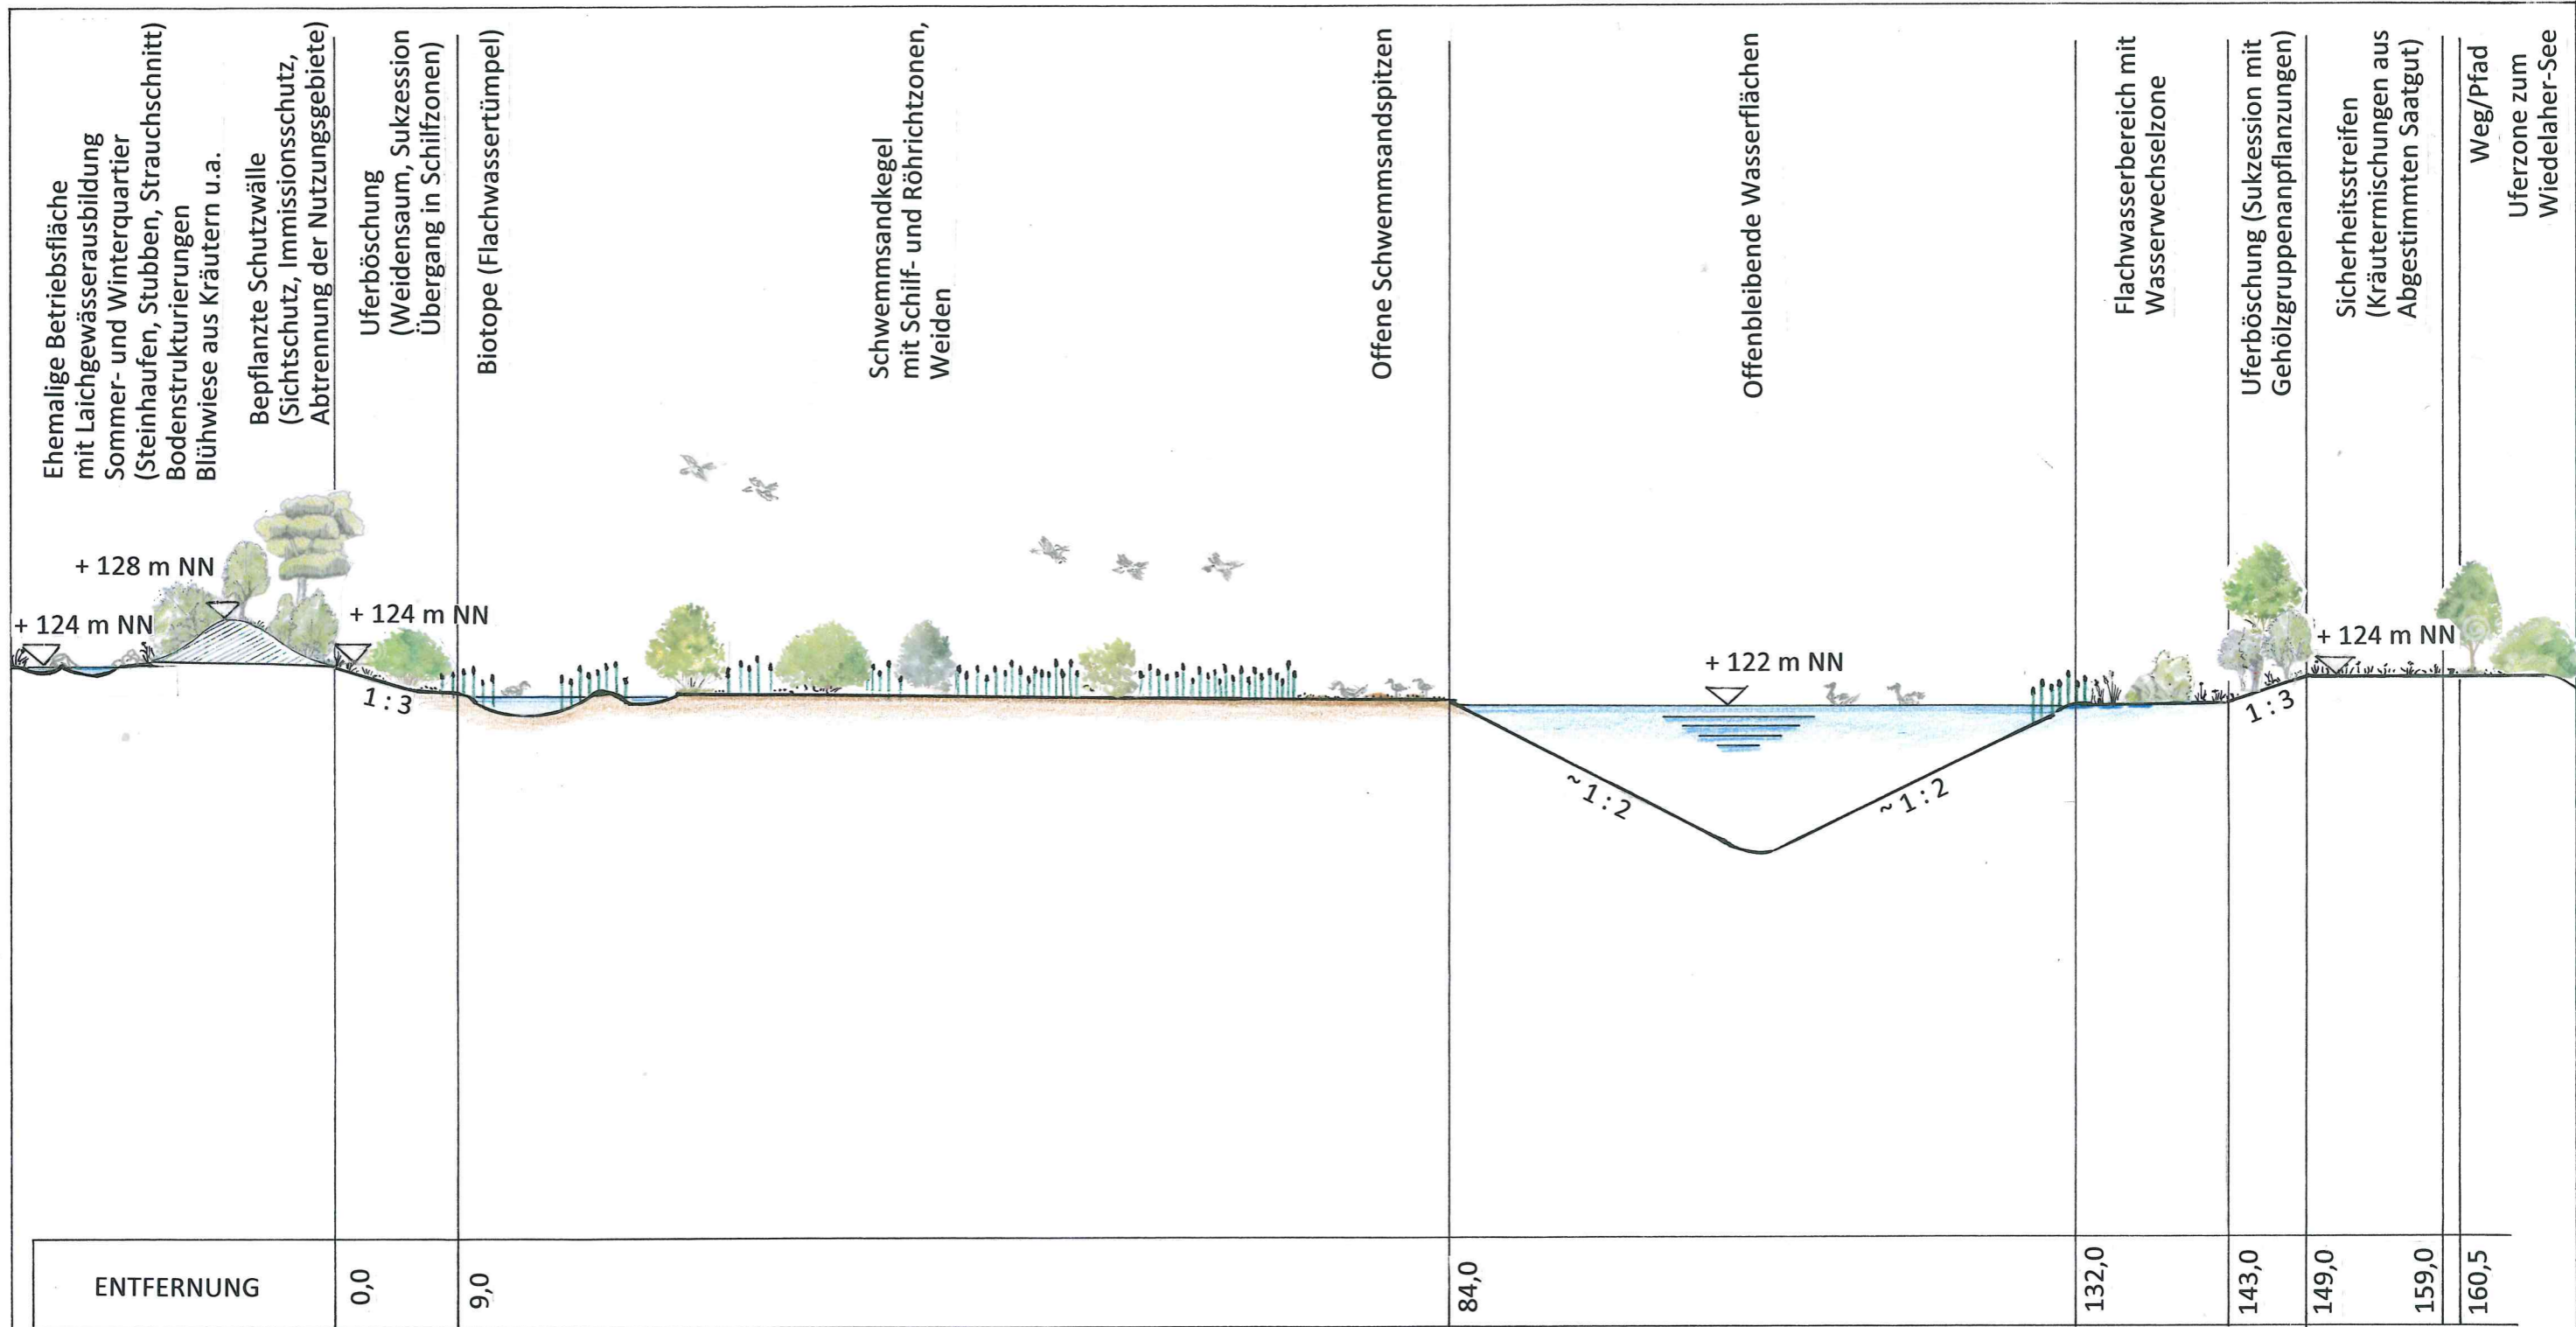 Ehemalige Betriebsfläche
mit Laichgewässerausbildung
Sommer- und Winterquartier
(Steinhaufen, Stubben, Strauchschnitt)
Bodenstrukturierungen
Blühwiese aus Kräutern u.a.
Bepflanzte Schutzwälle
(Sichtschutz, Immissionsschutz,
Abtrennung der Nutzungsgebiete)
Uferböschung
(Weidensaum, Sukzession
Übergang in Schilfzonen)
Biotope (Flachwassertümpel)
Schwemmsandkegel
mit Schilf- und Röhrichtzonen,
Weiden
Offene Schwemmsandspitzen
Offenbleibende Wasserflächen
Flachwasserbereich mit
Wasserwechselzone
Uferböschung (Sukzession mit
Gehölzgruppenanpflanzungen)
Sicherheitsstreifen
(Kräutermischungen aus
Abgestimmten Saatgut)
Weg/Pfad
Uferzone zum
Wiedelaher-See
+ 128 m NN
+ 124 m NN
+ 124 m NN
+ 122 m NN
+ 124 m NN
1 : 3
~1 : 2
~1 : 2
1 : 3
ENTFERNUNG
0,0
9,0
84,0
132,0
143,0
149,0
159,0
160,5